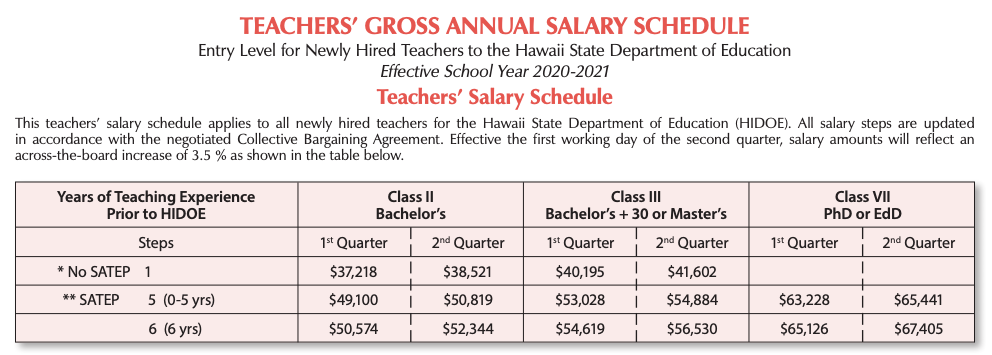 TEACHERS' GROSS ANNUAL SALARY SCHEDULE
Entry Level for Newly Hired Teachers to the Hawaii State Department of Education
Effective School Year 2020-2021
Teachers' Salary Schedule
This teachers' salary schedule applies to all newly hired teachers for the Hawaii State Department of Education (HIDOE). All salary steps are updated
in accordance with the negotiated Collective Bargaining Agreement. Effective the first working day of the second quarter, salary amounts will reflect an
across-the-board increase of 3.5 % as shown in the table below.
Years of Teaching Experience Prior to HIDOE Class II Bachelor's Class III Bachelor's + 30 or Master's Class VII PhD or EdD
Steps 1st Quarter 2nd Quarter 1st Quarter 2nd Quarter 1st Quarter 2nd Quarter
* No SATEP 1 $37,218 $38,521 $40,195 $41,602
** SATEP 5 (0-5 yrs) $49,100 $50,819 $53,028 $54,884 $63,228 $65,441
6 (6 yrs) $50,574 $52,344 $54,619 $56,530 $65,126 $67,405